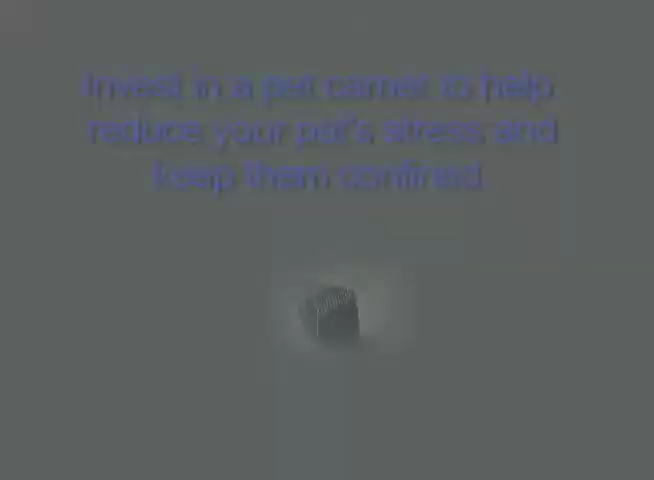 Invest in a pet carrier to help
reduce your pet's stress and
keep them confined